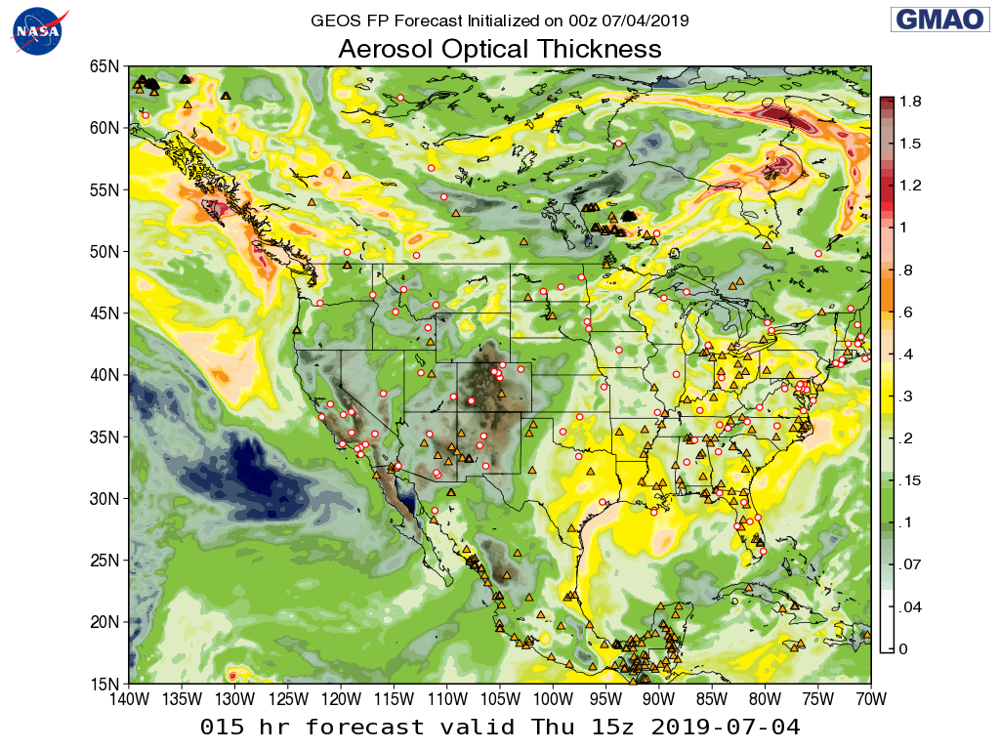 NASA
GEOS FP Forecast Initialized on 00z 07/04/2019
GMAO
Aerosol Optical Thickness
65N
60N
55N
50N
45N
40N
35N
30N
25N
20N
15N
140W 135W 130W 125W 120W 115W 110W 105W 100W 95W 90W 85W 80W 75W 70W
1.8
1.5
1.2
1
.8
.6
.4
.3
.2
.15
.1
.07
.04
0
015 hr forecast valid Thu 15z 2019-07-04